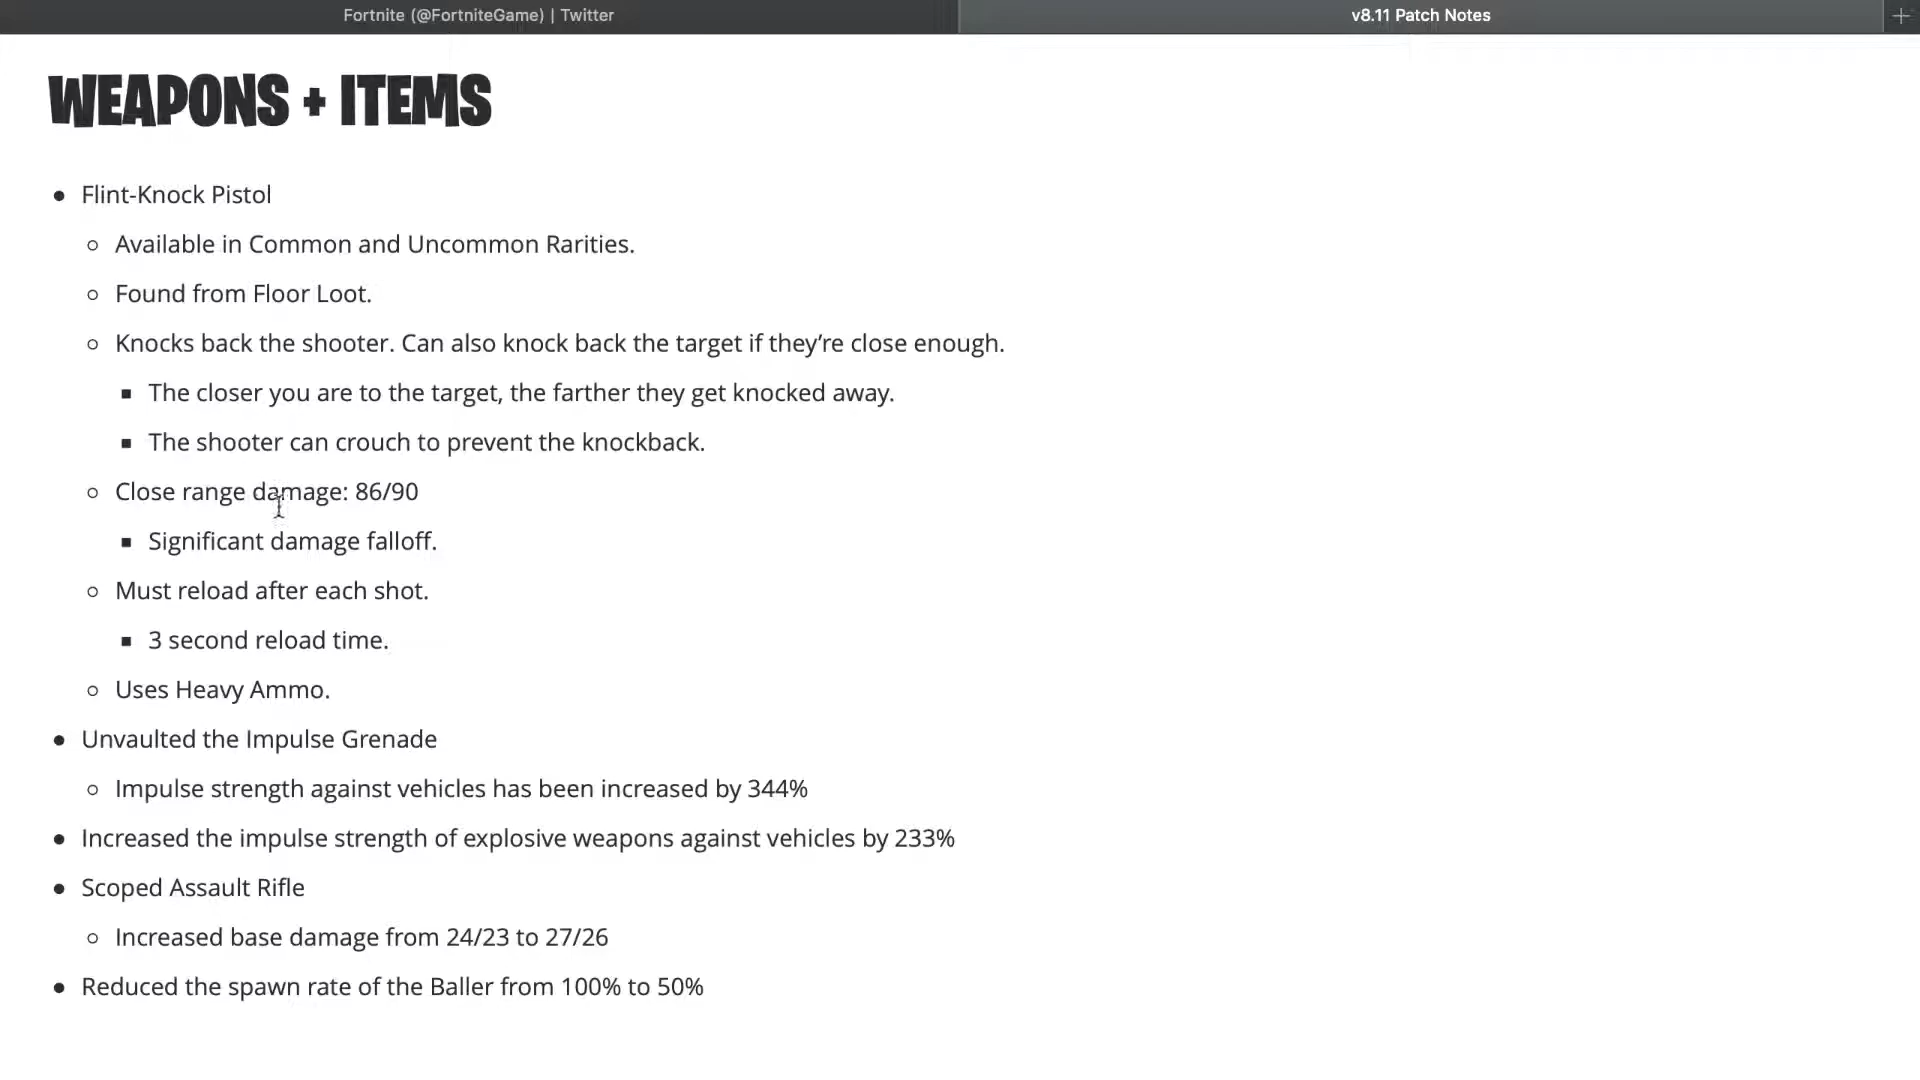 Fortnite (@FortniteGame) | Twitter
v8.11 Patch Notes
+
WEAPONS + ITEMS
• Flint-Knock Pistol
○ Available in Common and Uncommon Rarities.
○ Found from Floor Loot.
○ Knocks back the shooter. Can also knock back the target if they’re close enough.
▪ The closer you are to the target, the farther they get knocked away.
▪ The shooter can crouch to prevent the knockback.
○ Close range damage: 86/90
▪ Significant damage falloff.
○ Must reload after each shot.
▪ 3 second reload time.
○ Uses Heavy Ammo.
• Unvaulted the Impulse Grenade
○ Impulse strength against vehicles has been increased by 344%
• Increased the impulse strength of explosive weapons against vehicles by 233%
• Scoped Assault Rifle
○ Increased base damage from 24/23 to 27/26
• Reduced the spawn rate of the Baller from 100% to 50%